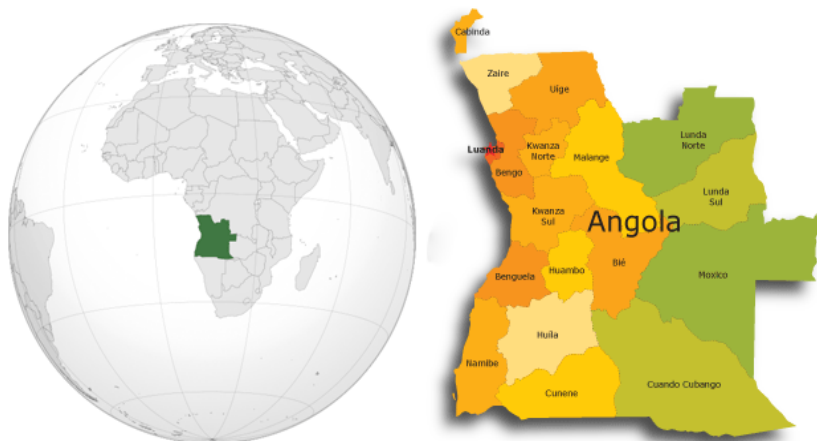 Cabinda
Zaire
Uíge
Lunda
Norte
Luanda
Kwanza
Norte
Malange
Bengo
Lunda
Sul
Kwanza
Sul
Angola
Bié
Huambo
Benguela
Moxico
Huíla
Namibe
Cuando Cubango
Cunene